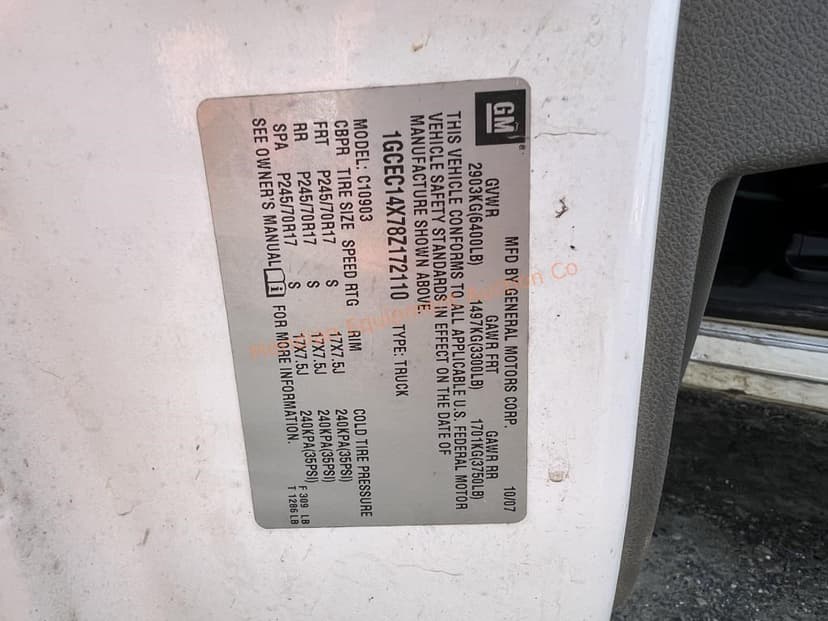 GM
MFD BY GENERAL MOTORS CORP. 10/07
GVWR GAWR FRT GAWR RR
2903KG(6400LB) 1497KG(3300LB) 1701KG(3750LB)
THIS VEHICLE CONFORMS TO ALL APPLICABLE U.S. FEDERAL MOTOR
VEHICLE SAFETY STANDARDS IN EFFECT ON THE DATE OF
MANUFACTURE SHOWN ABOVE.
1GCEC14X78Z172110 TYPE: TRUCK
MODEL: C10903
CBPR TIRE SIZE SPEED RTG RIM COLD TIRE PRESSURE
FRT P245/70R17 S 17X7.5J 240KPA(35PSI)
RR P245/70R17 S 17X7.5J 240KPA(35PSI)
SPA P245/70R17 S 17X7.5J 240KPA(35PSI)
SEE OWNER'S MANUAL FOR MORE INFORMATION.
F 309 LB
T 1286 LB
Equipment Auction Co